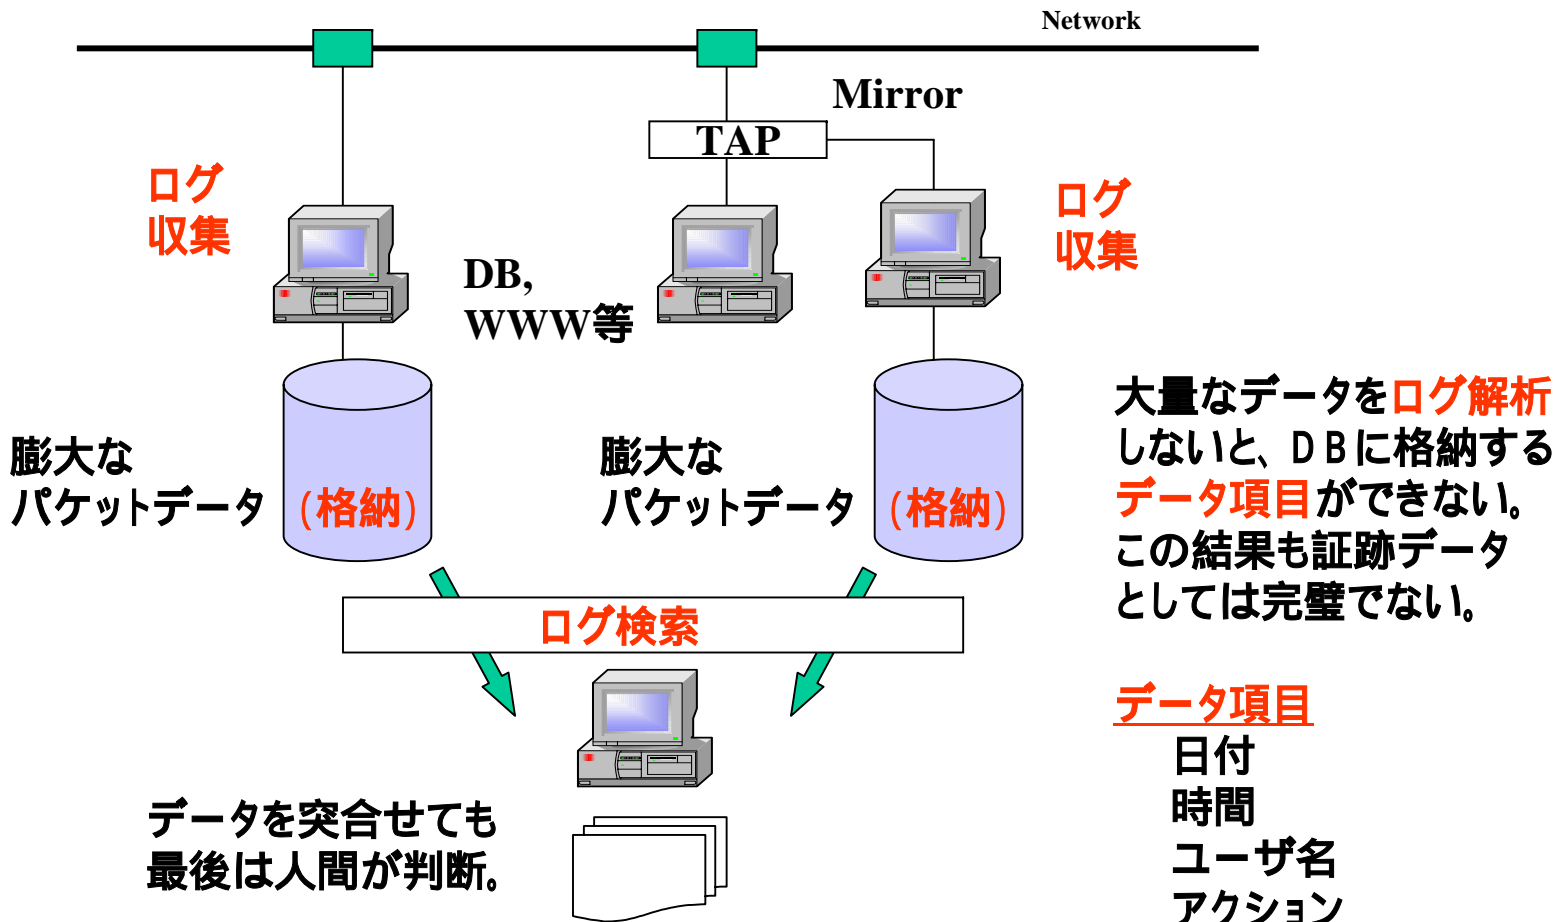 Network
Mirror
TAP
ログ
収集
ログ
収集
DB,
WWW等
膨大な
パケットデータ
(格納)
膨大な
パケットデータ
(格納)
大量なデータをログ解析
しないと、DBに格納する
データ項目ができない。
この結果も証跡データ
としては完璧でない。
ログ検索
データ項目
日付
時間
ユーザ名
アクション
データを突合せても
最後は人間が判断。